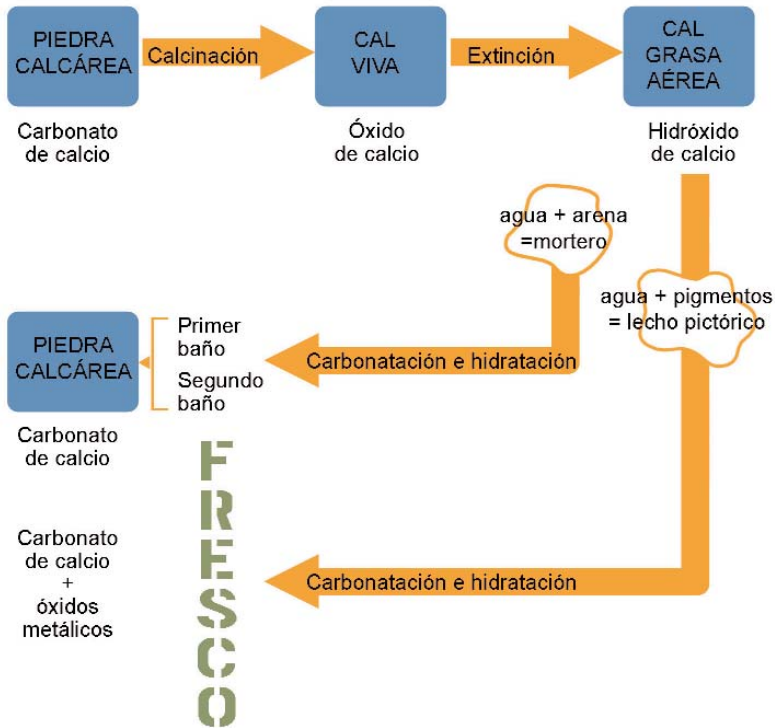 PIEDRA
CALCÁREA
Calcinación
CAL
VIVA
Extinción
CAL
GRASA
AÉREA
Carbonato
de calcio
Óxido
de calcio
Hidróxido
de calcio
agua + arena
=mortero
agua + pigmentos
= lecho pictórico
PIEDRA
CALCÁREA
Primer
baño
Segundo
baño
Carbonatación e hidratación
Carbonato
de calcio
FRESCO
Carbonato
de calcio
+
óxidos
metálicos
Carbonatación e hidratación